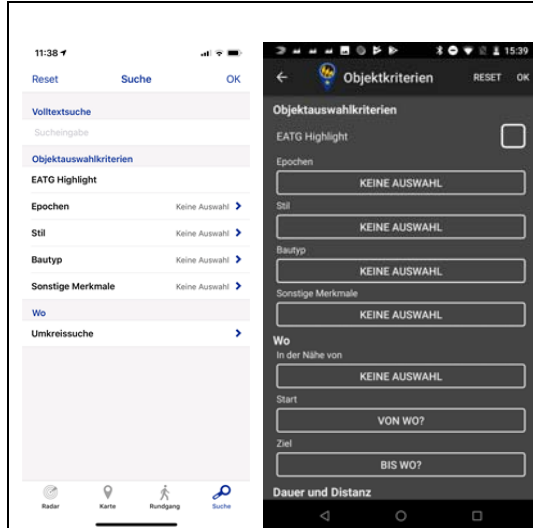 11:38
Reset Suche OK
Volltextsuche
Sucheingabe
Objektauswahlkriterien
EATG Highlight
Epochen Keine Auswahl
Stil Keine Auswahl
Bautyp Keine Auswahl
Sonstige Merkmale Keine Auswahl
Wo
Umkreissuche
Radar Karte Rundgang Suche
15:39
Objektkriterien RESET OK
Objektauswahlkriterien
EATG Highlight
Epochen
KEINE AUSWAHL
Stil
KEINE AUSWAHL
Bautyp
KEINE AUSWAHL
Sonstige Merkmale
KEINE AUSWAHL
Wo
In der Nähe von
KEINE AUSWAHL
Start
VON WO?
Ziel
BIS WO?
Dauer und Distanz